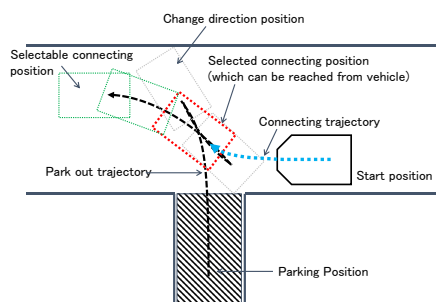 Change direction position
Selectable connecting
position
Selected connecting position
(which can be reached from vehicle)
Connecting trajectory
Park out trajectory
Start position
Parking Position